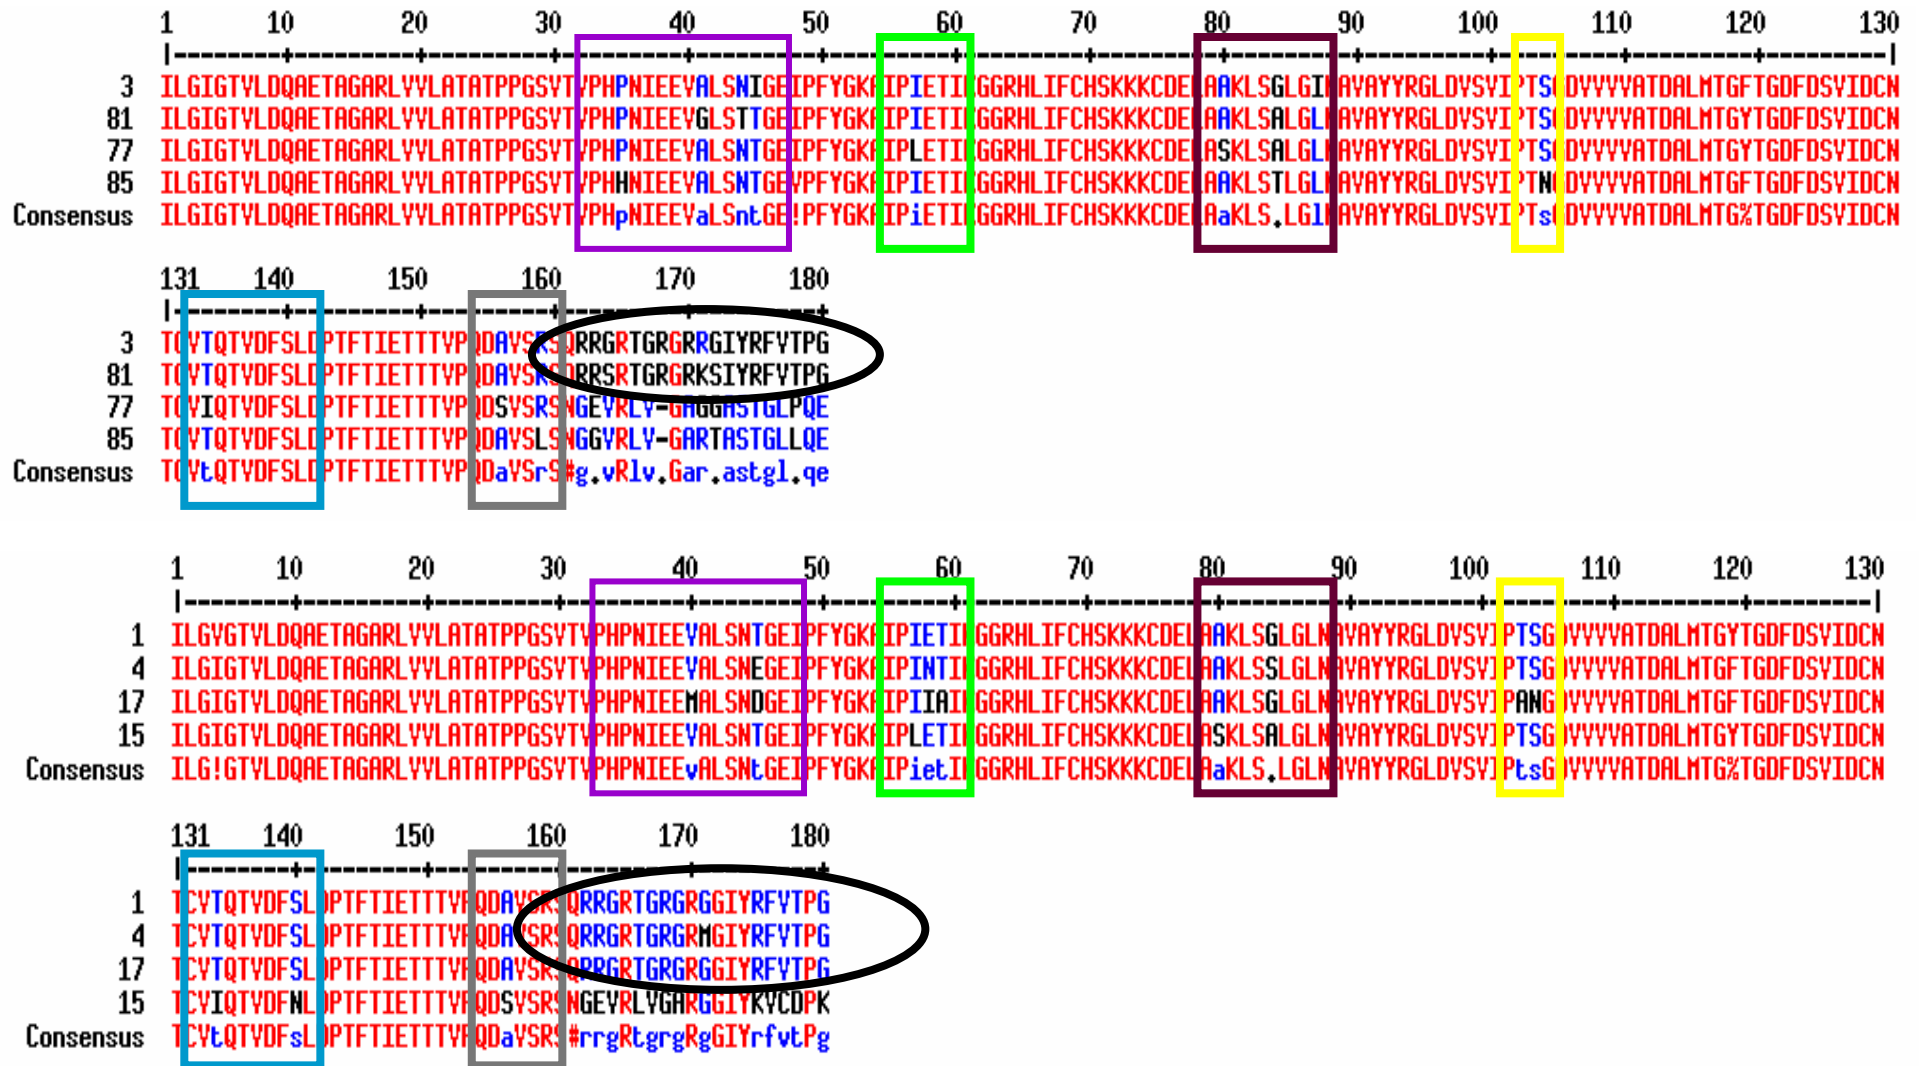 1 10 20 30 40 50 60 70 80 90 100 110 120 130
3 ILGIGTVLDQAETAGARLVVLATATPPGSVTVPHPNIEEVALSNIGEIPFYGKAIPIETIKGGRHLIFCHSKKKCDELAAKLSGLGINAVAYYRGLDVSVIPTSGDVVVVATDALMTGFTGDFDSVIDCN
81 ILGIGTVLDQAETAGARLVVLATATPPGSVTVPHPNIEEVGLSTTGEIPFYGKAIPIETIKGGRHLIFCHSKKKCDELAAKLSALGLNAVAYYRGLDVSVIPTSGDVVVVATDALMTGYTGDFDSVIDCN
77 ILGIGTVLDQAETAGARLVVLATATPPGSVTVPHPNIEEVALSNTGEVPFYGKAIPLETIKGGRHLIFCHSKKKCDELASKLSALGLNAVAYYRGLDVSVIPTSGDVVVVATDALMTGYTGDFDSVIDCN
85 ILGIGTVLDQAETAGARLVVLATATPPGSVTVPHHNIEEVALSNTGEVPFYGKAIPIETIKGGRHLIFCHSKKKCDELAAKLSTLGLNAVAYYRGLDVSVIPTNGDVVVVATDALMTGFTGDFDSVIDCN
Consensus ILGIGTVLDQAETAGARLVVLATATPPGSVTVPHpNIEEVaLSntGE!PFYGKAIPiETIKGGRHLIFCHSKKKCDELAaKLS.LGlNAVAYYRGLDVSVIPTsGDVVVVATDALMTG%TGDFDSVIDCN
131 140 150 160 170 180
3 TCVTQTVDFSLDPTFTIETTTVPQDAVSRSQRRGRTGRGRRGIYRFVTPG
81 TCVTQTVDFSLDPTFTIETTTVPQDAVSRSQRRSRTGRGRKSIYRFVTPG
77 TCVIQTVDFSLDPTFTIETTTVPQDSVSRSNGEVRLV-GAGGASTGLPQE
85 TCVTQTVDFSLDPTFTIETTTVPQDAVSLSNGGVRLV-GARTASTGLLQE
Consensus TCVtQTVDFSLDPTFTIETTTVPQDaVSrS#g.vRlv.Gar.astgl.qe
1 10 20 30 40 50 60 70 80 90 100 110 120 130
1 ILGVGTVLDQAETAGARLVVLATATPPGSVTVPHPNIEEVALSNTGEIPFYGKAIPIETIKGGRHLIFCHSKKKCDELAAKLSGLGLNAVAYYRGLDVSVIPTSGDVVVVATDALMTGYTGDFDSVIDCN
4 ILGIGTVLDQAETAGARLVVLATATPPGSVTVPHPNIEEVALSNEGEIPFYGKAIPINTIKGGRHLIFCHSKKKCDELAAKLSSLGLNAVAYYRGLDVSVIPTSGDVVVVATDALMTGFTGDFDSVIDCN
17 ILGIGTVLDQAETAGARLVVLATATPPGSVTVPHPNIEEMALSNDGEIPFYGKAIPIIAIKGGRHLIFCHSKKKCDELAAKLSGLGLNAVAYYRGLDVSVIPANGDVVVVATDALMTGFTGDFDSVIDCN
15 ILGIGTVLDQAETAGARLVVLATATPPGSVTVPHPNIEEVALSNTGEIPFYGKAIPLETIKGGRHLIFCHSKKKCDELASKLSALGLNAVAYYRGLDVSVIPTSGDVVVVATDALMTGYTGDFDSVIDCN
Consensus ILG!GTVLDQAETAGARLVVLATATPPGSVTVPHPNIEEvALSNtGEIPFYGKAIPietIKGGRHLIFCHSKKKCDELAaKLS.LGLNAVAYYRGLDVSVIPtsGDVVVVATDALMTG%TGDFDSVIDCN
131 140 150 160 170 180
1 TCVTQTVDFSLDPTFTIETTTVPQDAVSRSQRRGRTGRGRGGIYRFVTPG
4 TCVTQTVDFSLDPTFTIETTTVPQDAVSRSQRRGRTGRGRMGIYRFVTPG
17 TCVTQTVDFSLDPTFTIETTTVPQDAVSRSQRRGRTGRGRGGIYRFVTPG
15 TCVIQTVDFNLDPTFTIETTTVPQDSVSRSNGEVRLVGARGGIYKVCDPK
Consensus TCVtQTVDFsLDPTFTIETTTVPQDaVSRS#rrgRtgrgRgGIYrfvtPg